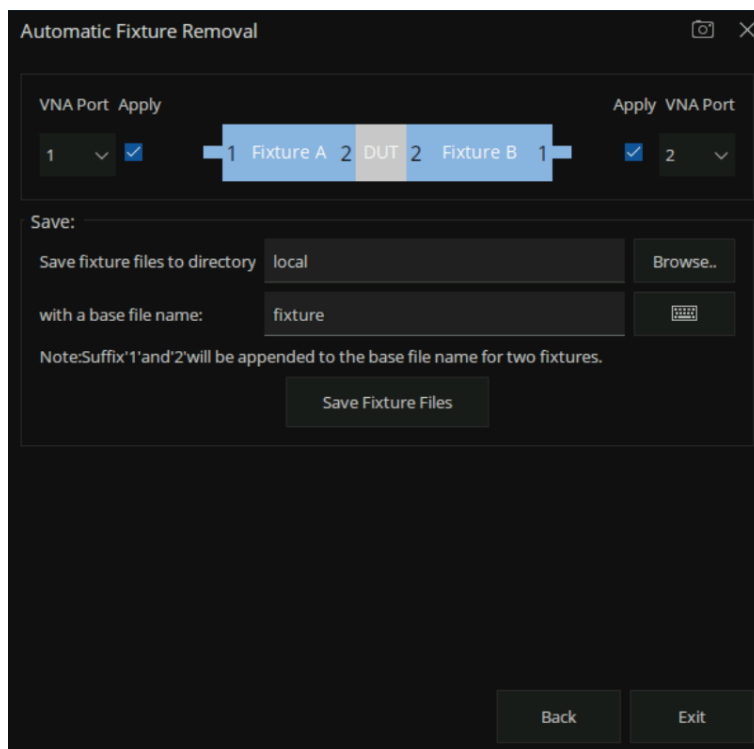 Automatic Fixture Removal
VNA Port Apply
Apply VNA Port
1
1 Fixture A 2 DUT 2 Fixture B 1
2
Save:
Save fixture files to directory local Browse..
with a base file name: fixture
Note:Suffix'1'and'2'will be appended to the base file name for two fixtures.
Save Fixture Files
Back Exit